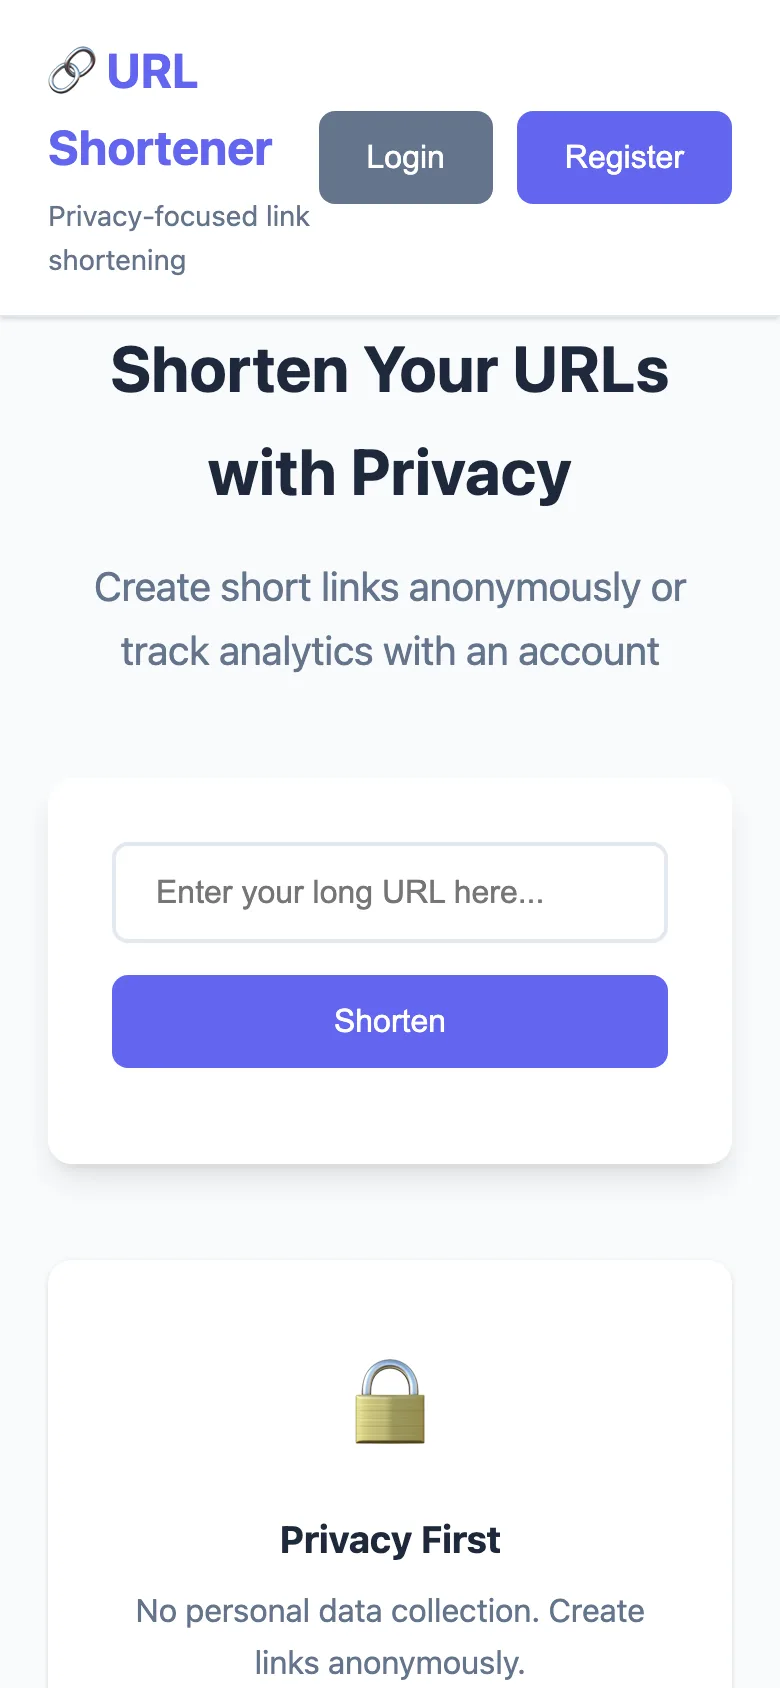 URL
Shortener
Privacy-focused link
shortening
Login
Register
Shorten Your URLs
with Privacy
Create short links anonymously or
track analytics with an account
Enter your long URL here...
Shorten
Privacy First
No personal data collection. Create
links anonymously.